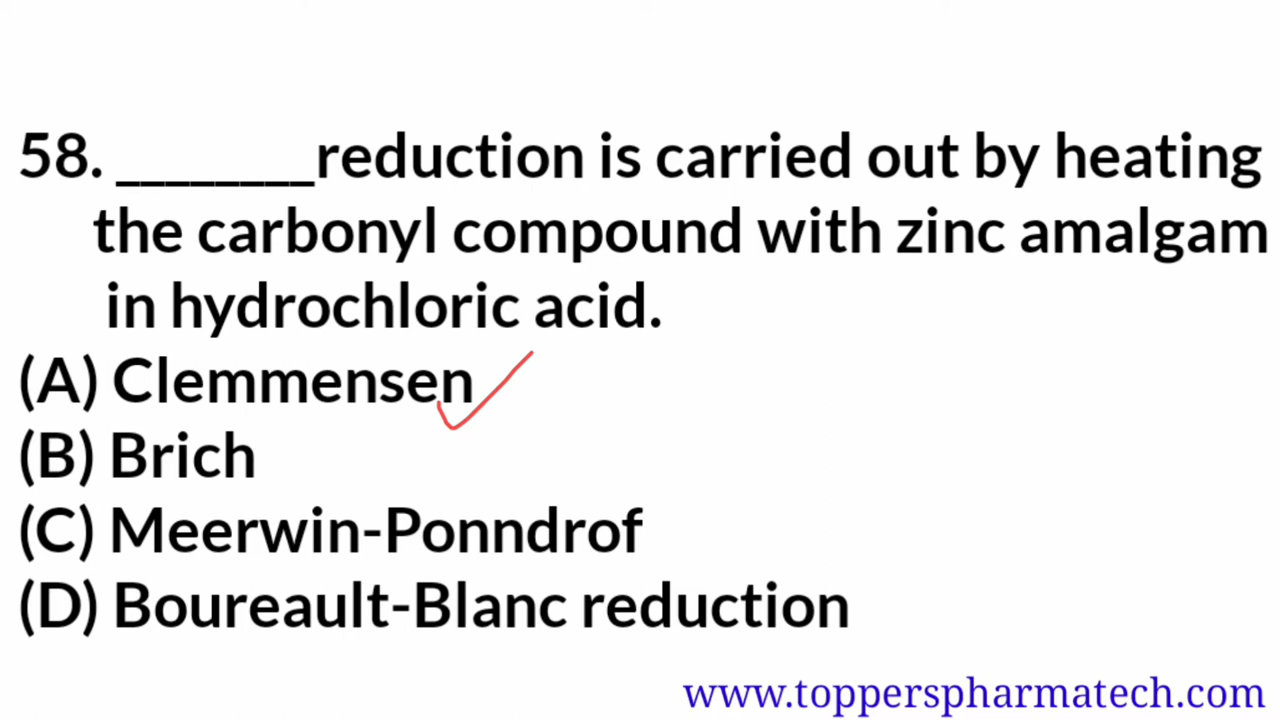 58. ________reduction is carried out by heating
the carbonyl compound with zinc amalgam
in hydrochloric acid.
(A) Clemmensen
(B) Brich
(C) Meerwin-Ponndrof
(D) Boureault-Blanc reduction
www.topperspharmatech.com